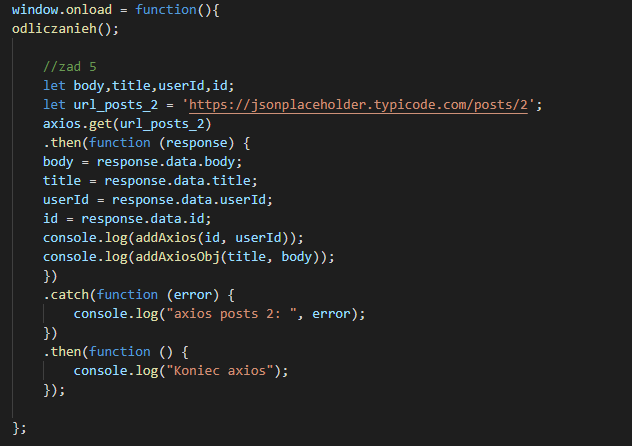 window.onload = function(){
odliczanieh();
//zad 5
let body,title,userId,id;
let url_posts_2 = 'https://jsonplaceholder.typicode.com/posts/2';
axios.get(url_posts_2)
.then(function (response) {
body = response.data.body;
title = response.data.title;
userId = response.data.userId;
id = response.data.id;
console.log(addAxios(id, userId));
console.log(addAxiosObj(title, body));
})
.catch(function (error) {
console.log("axios posts 2: ", error);
})
.then(function () {
console.log("Koniec axios");
});
};